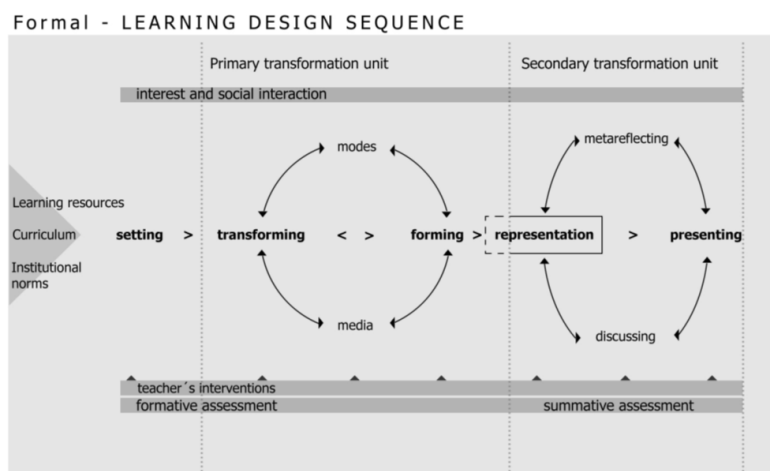 Formal - LEARNING DESIGN SEQUENCE
Primary transformation unit
Secondary transformation unit
interest and social interaction
modes
metareflecting
Learning resources
Curriculum
Institutional
norms
setting > transforming < > forming > representation > presenting
media
discussing
teacher´s interventions
formative assessment
summative assessment